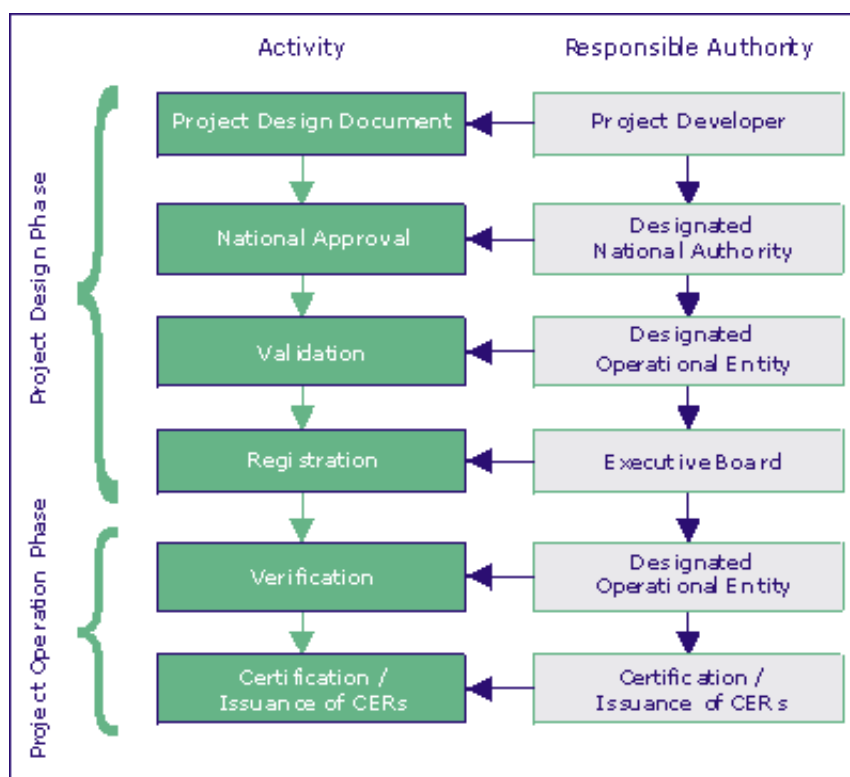 Activity
Responsible Authority
Project Design Phase
Project Design Document
Project Developer
National Approval
Designated
National Authority
Validation
Designated
Operational Entity
Registration
Executive Board
Project Operation Phase
Verification
Designated
Operational Entity
Certification /
Issuance of CERs
Certification /
Issuance of CERs